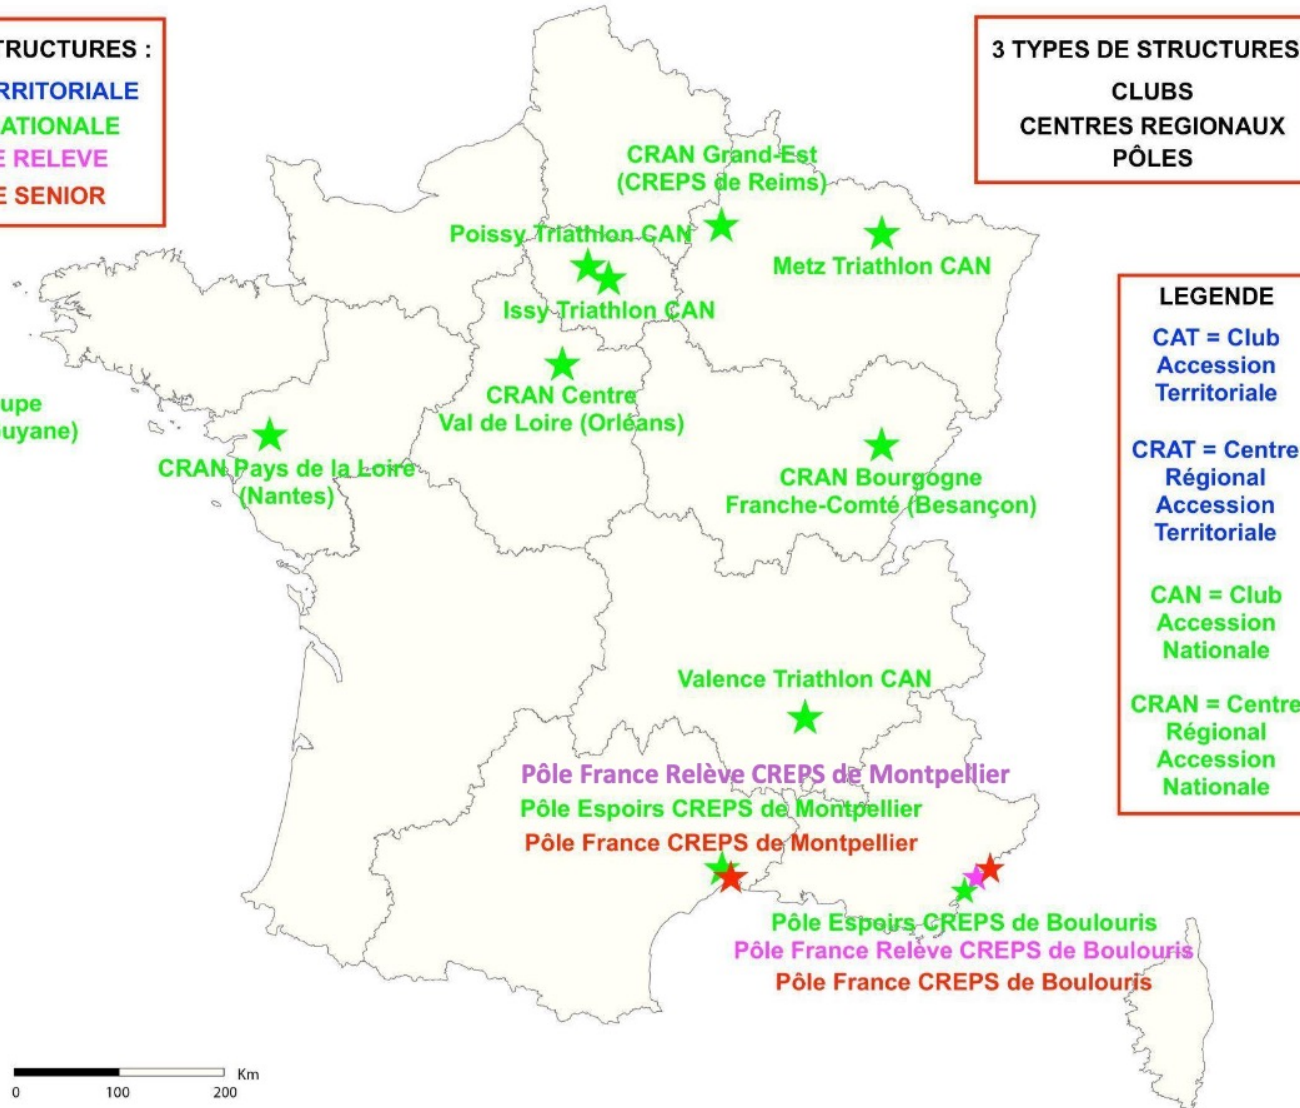 TRUCTURES :
RRITORIALE
ATIONALE
E RELEVE
E SENIOR
3 TYPES DE STRUCTURES
CLUBS
CENTRES REGIONAUX
PÔLES
CRAN Grand-Est
(CREPS de Reims)
Poissy Triathlon CAN
Metz Triathlon CAN
Issy Triathlon CAN
CRAN Centre
Val de Loire (Orléans)
upe
uyane)
CRAN Pays de la Loire
(Nantes)
CRAN Bourgogne
Franche-Comté (Besançon)
Valence Triathlon CAN
Pôle France Relève CREPS de Montpellier
Pôle Espoirs CREPS de Montpellier
Pôle France CREPS de Montpellier
Pôle Espoirs CREPS de Boulouris
Pôle France Relève CREPS de Boulouris
Pôle France CREPS de Boulouris
LEGENDE
CAT = Club
Accession
Territoriale
CRAT = Centre
Régional
Accession
Territoriale
CAN = Club
Accession
Nationale
CRAN = Centre
Régional
Accession
Nationale
Km
0 100 200